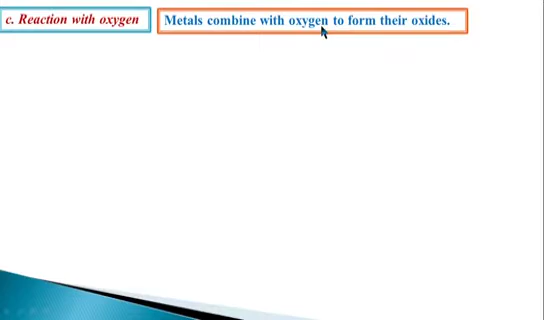 c. Reaction with oxygen
Metals combine with oxygen to form their oxides.